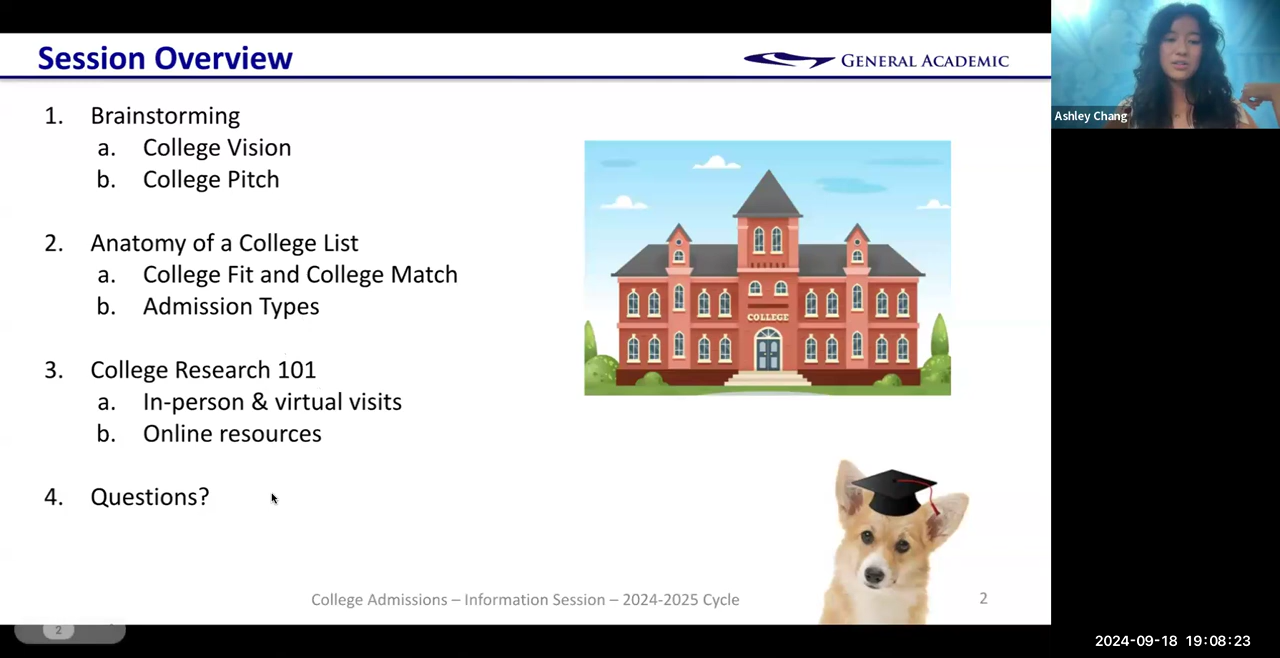 Session Overview
GENERAL ACADEMIC
Ashley Chang
1. Brainstorming
a. College Vision
b. College Pitch
2. Anatomy of a College List
a. College Fit and College Match
b. Admission Types
COLLEGE
3. College Research 101
a. In-person & virtual visits
b. Online resources
4. Questions?
College Admissions – Information Session – 2024-2025 Cycle
2
2
2024-09-18 19:08:23